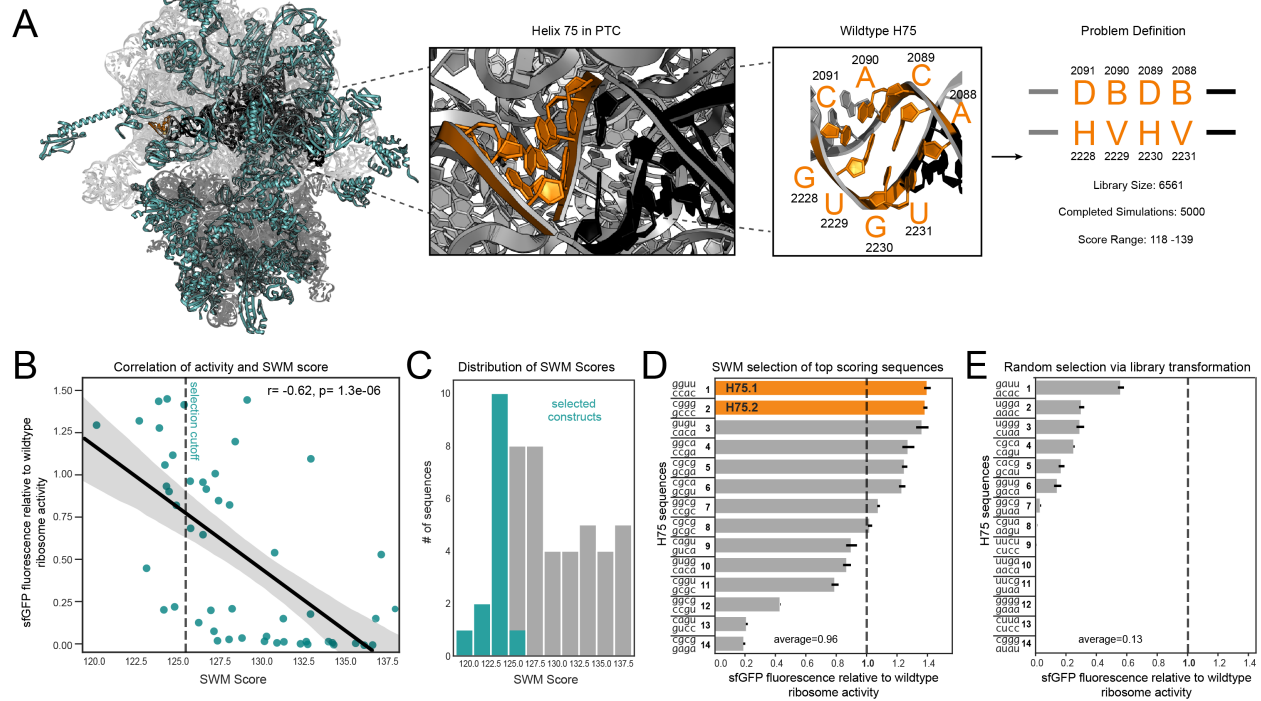 A
Helix 75 in PTC
Wildtype H75
Problem Definition
2091
2090
2089
2088
C
A
C
A
G
U
G
U
2228
2229
2230
2231
2091 2090 2089 2088
D B D B
H V H V
2228 2229 2230 2231
Library Size: 6561
Completed Simulations: 5000
Score Range: 118 -139
B
Correlation of activity and SWM score
r= -0.62, p= 1.3e-06
selection cutoff
sfGFP fluorescence relative to wildtype
ribosome activity
1.50
1.25
1.00
0.75
0.50
0.25
0.00
120.0 122.5 125.0 127.5 130.0 132.5 135.0 137.5
SWM Score
C
Distribution of SWM Scores
selected
constructs
# of sequences
10
8
6
4
2
0
120.0 122.5 125.0 127.5 130.0 132.5 135.0 137.5
SWM Score
D
SWM selection of top scoring sequences
H75 sequences
gguu
ccac
1
H75.1
cggg
gccc
2
H75.2
gugu
caca
3
ggca
ccga
4
cgcg
gcga
5
cgca
gcgu
6
ggcg
ccgc
7
cgcg
gcgc
8
cagu
guca
9
gugg
caca
10
cggu
gcga
11
ggcg
ccgu
12
cagu
gucc
13
cgcg
gaga
14
average=0.96
0.0 0.2 0.4 0.6 0.8 1.0 1.2 1.4
sfGFP fluorescence relative to wildtype
ribosome activity
E
Random selection via library transformation
H75 sequences
gauu
acac
1
ugga
aaac
2
uggg
cuaa
3
cuua
caag
4
cacg
gcau
5
ggug
gaca
6
ggcg
guaa
7
cgua
aagu
8
uucu
cucc
9
uuga
aaca
10
uucg
guaa
11
gggg
gaaa
12
cuua
cucc
13
cggg
auau
14
average=0.13
0.0 0.2 0.4 0.6 0.8 1.0 1.2 1.4
sfGFP fluorescence relative to wildtype
ribosome activity